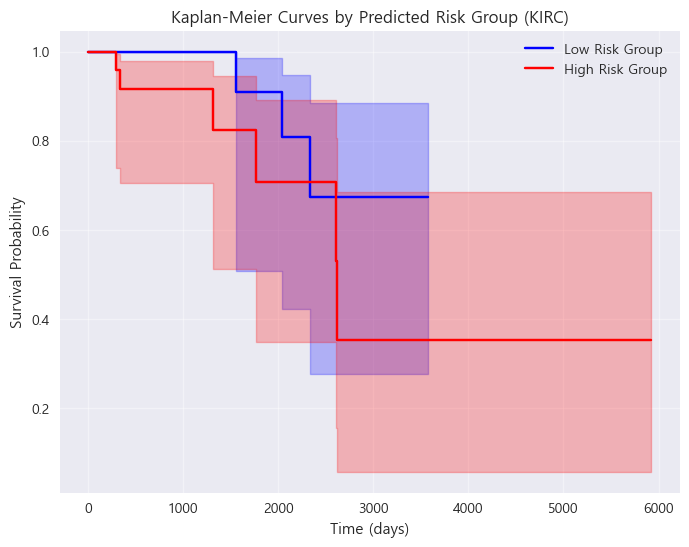 Kaplan-Meier Curves by Predicted Risk Group (KIRC)
Low Risk Group
High Risk Group
Survival Probability
1.0
0.8
0.6
0.4
0.2
0 1000 2000 3000 4000 5000 6000
Time (days)